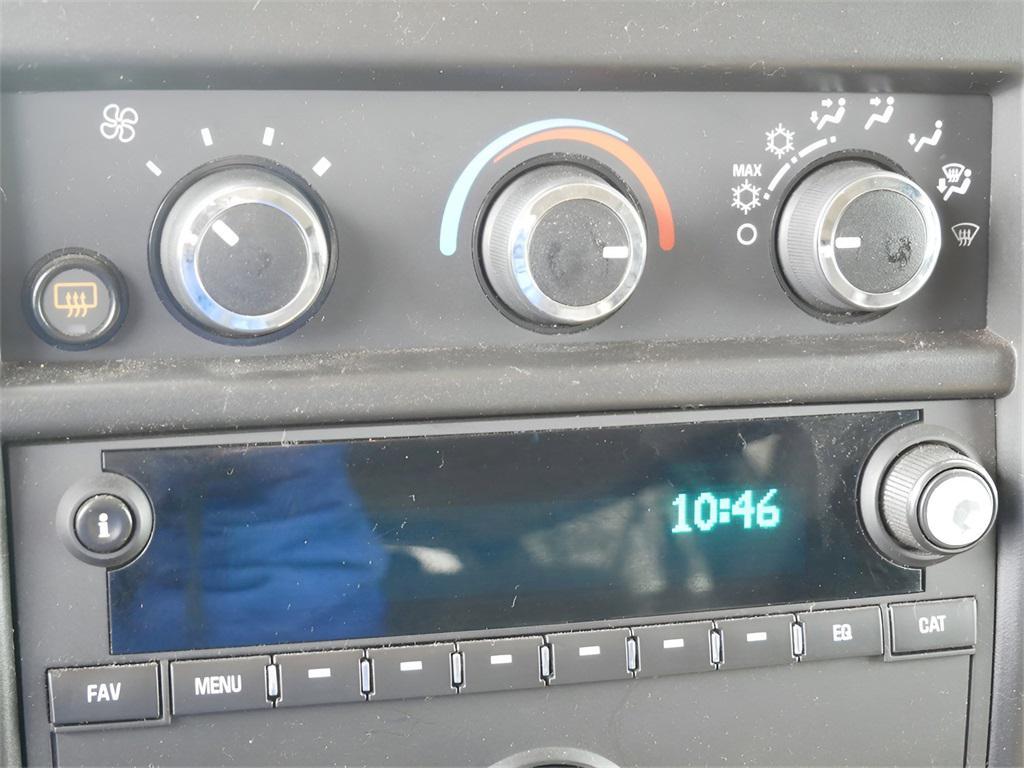 MAX
10:46
i
FAV
MENU
EQ
CAT